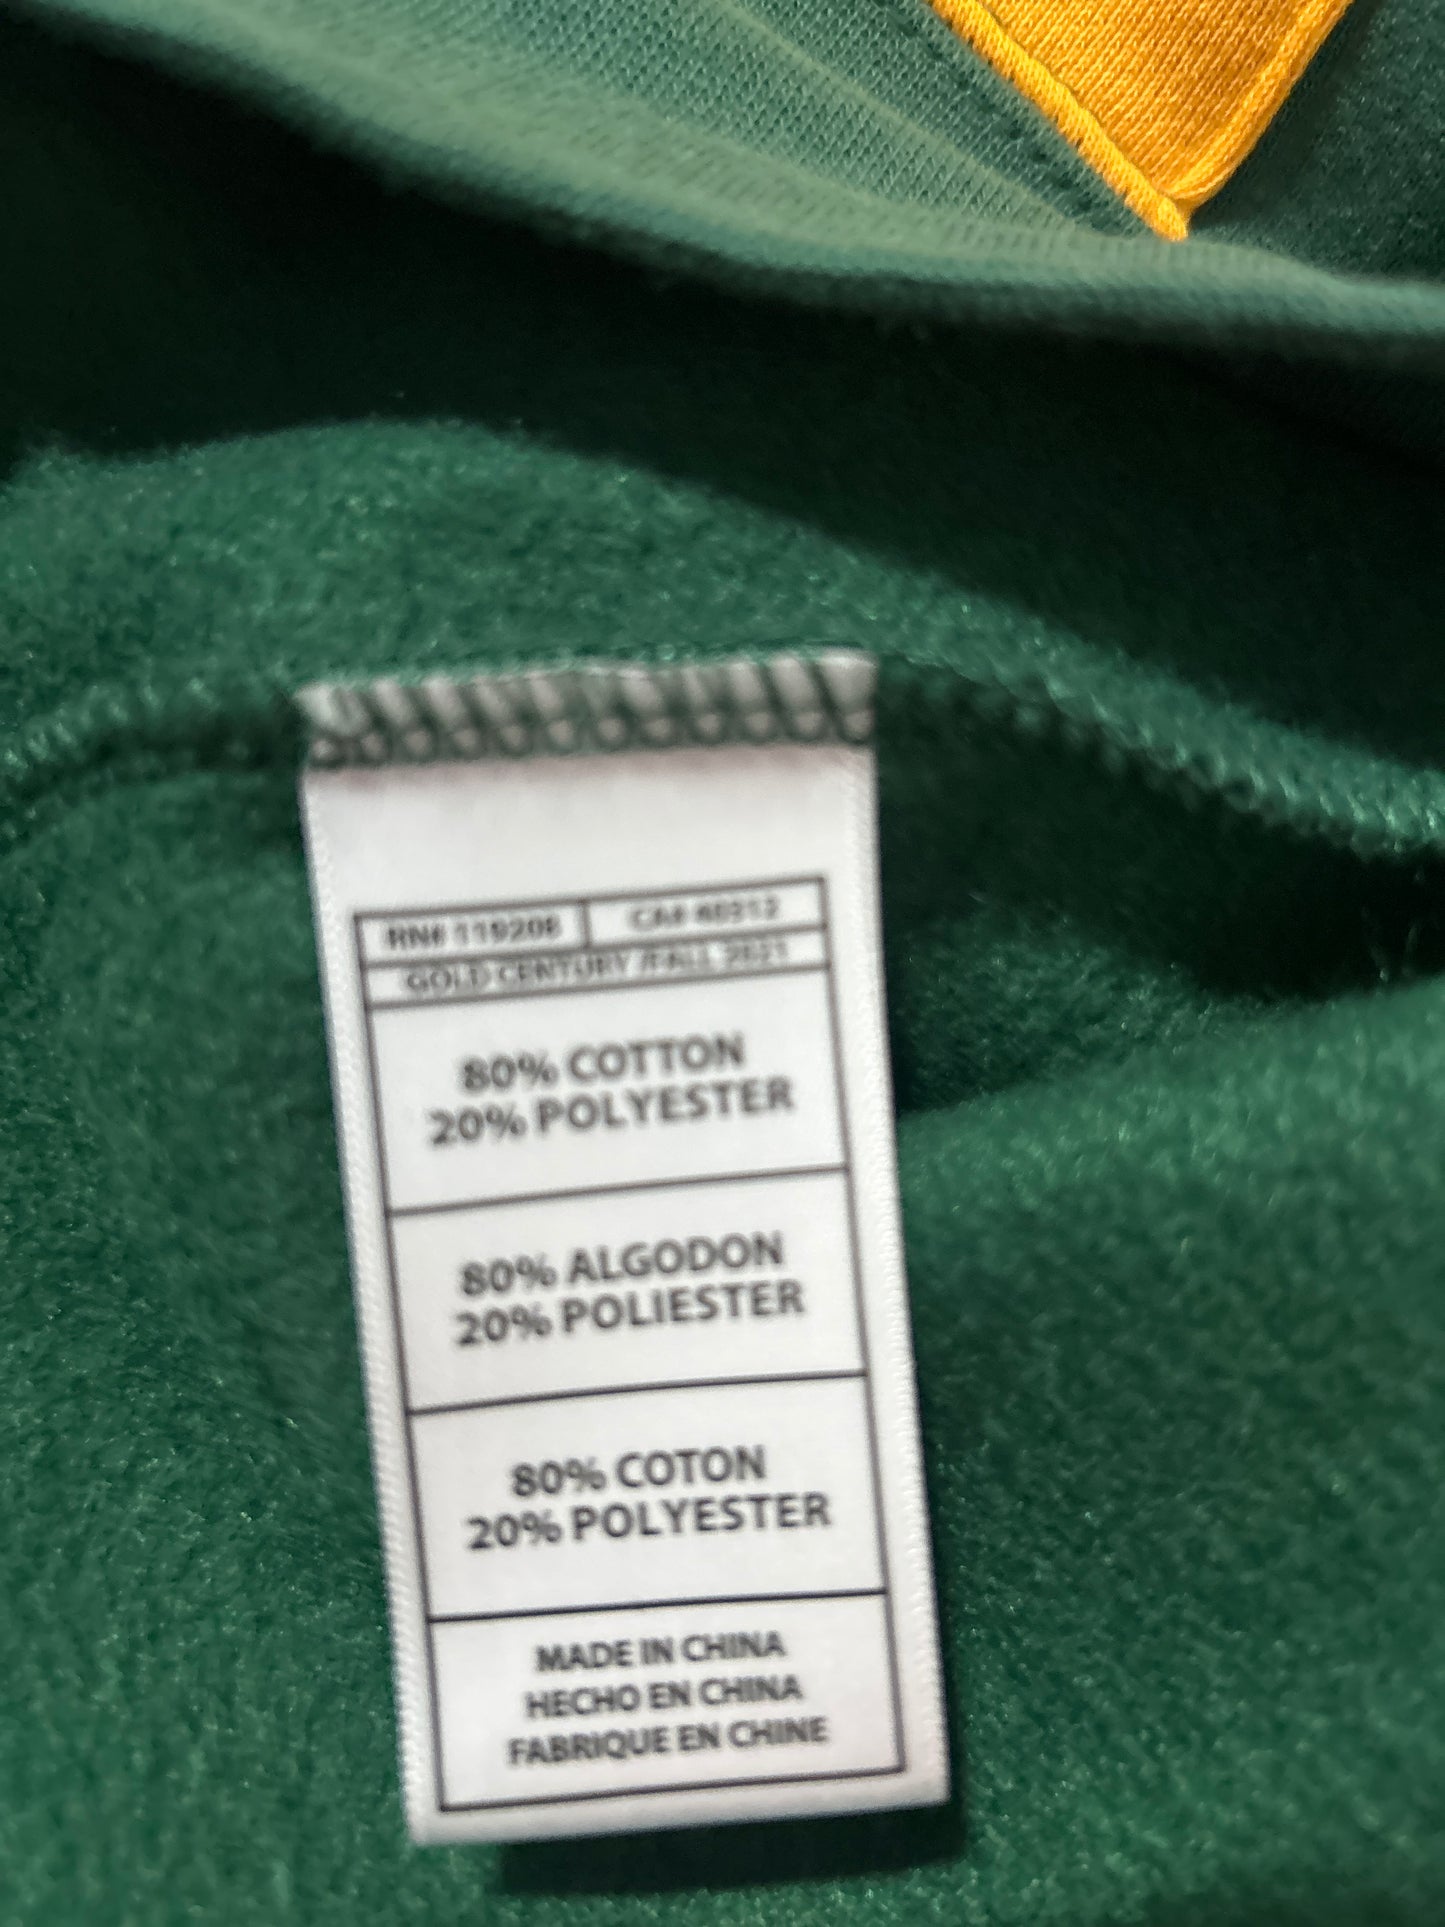 RN# 119208 CA# 40312
GOLD CENTURY /FALL 2021
80% COTTON
20% POLYESTER
80% ALGODON
20% POLIESTER
80% COTON
20% POLYESTER
MADE IN CHINA
HECHO EN CHINA
FABRIQUE EN CHINE